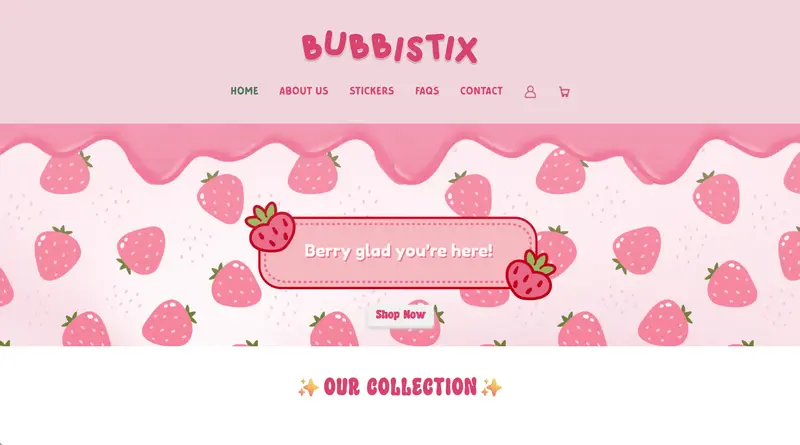 BUBBISTIX
HOME ABOUT US STICKERS FAQS CONTACT
Berry glad you're here!
Shop Now
✨ OUR COLLECTION ✨